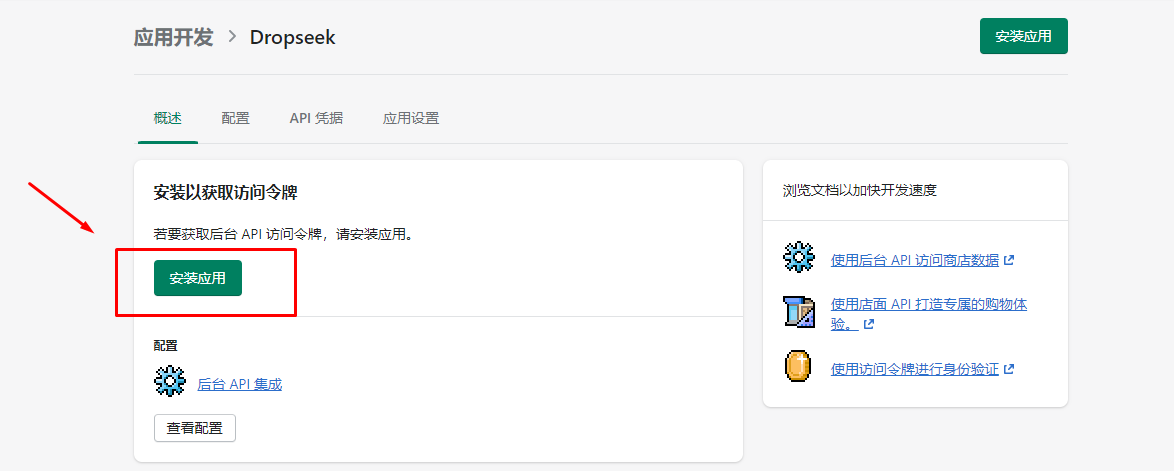 应用开发 > Dropseek
安装应用
概述 配置 API 凭据 应用设置
安装以获取访问令牌
若要获取后台 API 访问令牌，请安装应用。
安装应用
配置
后台 API 集成
查看配置
浏览文档以加快开发速度
使用后台 API 访问商店数据
使用店面 API 打造专属的购物体
验。
使用访问令牌进行身份验证